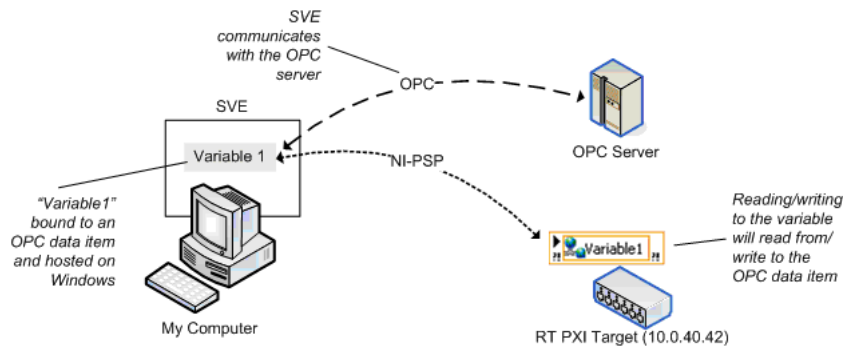 SVE
communicates
with the OPC
server
OPC
SVE
Variable 1
NI-PSP
OPC Server
"Variable1"
bound to an
OPC data item
and hosted on
Windows
My Computer
?! Variable1 ?!
Reading/writing
to the variable
will read from/
write to the
OPC data item
RT PXI Target (10.0.40.42)